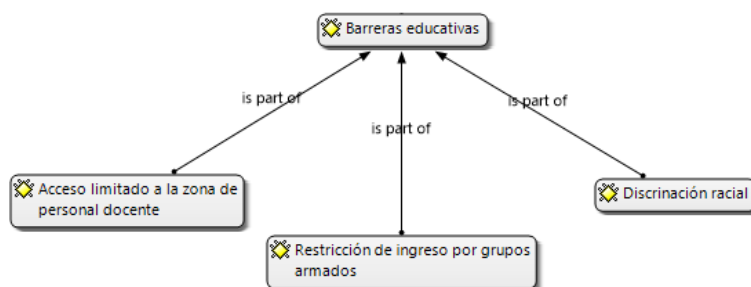 Barreras educativas
is part of
is part of
is part of
Acceso limitado a la zona de
personal docente
Discrinación racial
Restricción de ingreso por grupos
armados